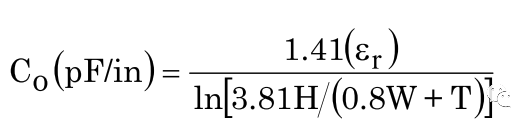 C₀(pF/in) = 1.41(εᵣ) / ln[3.81H/(0.8W + T)]